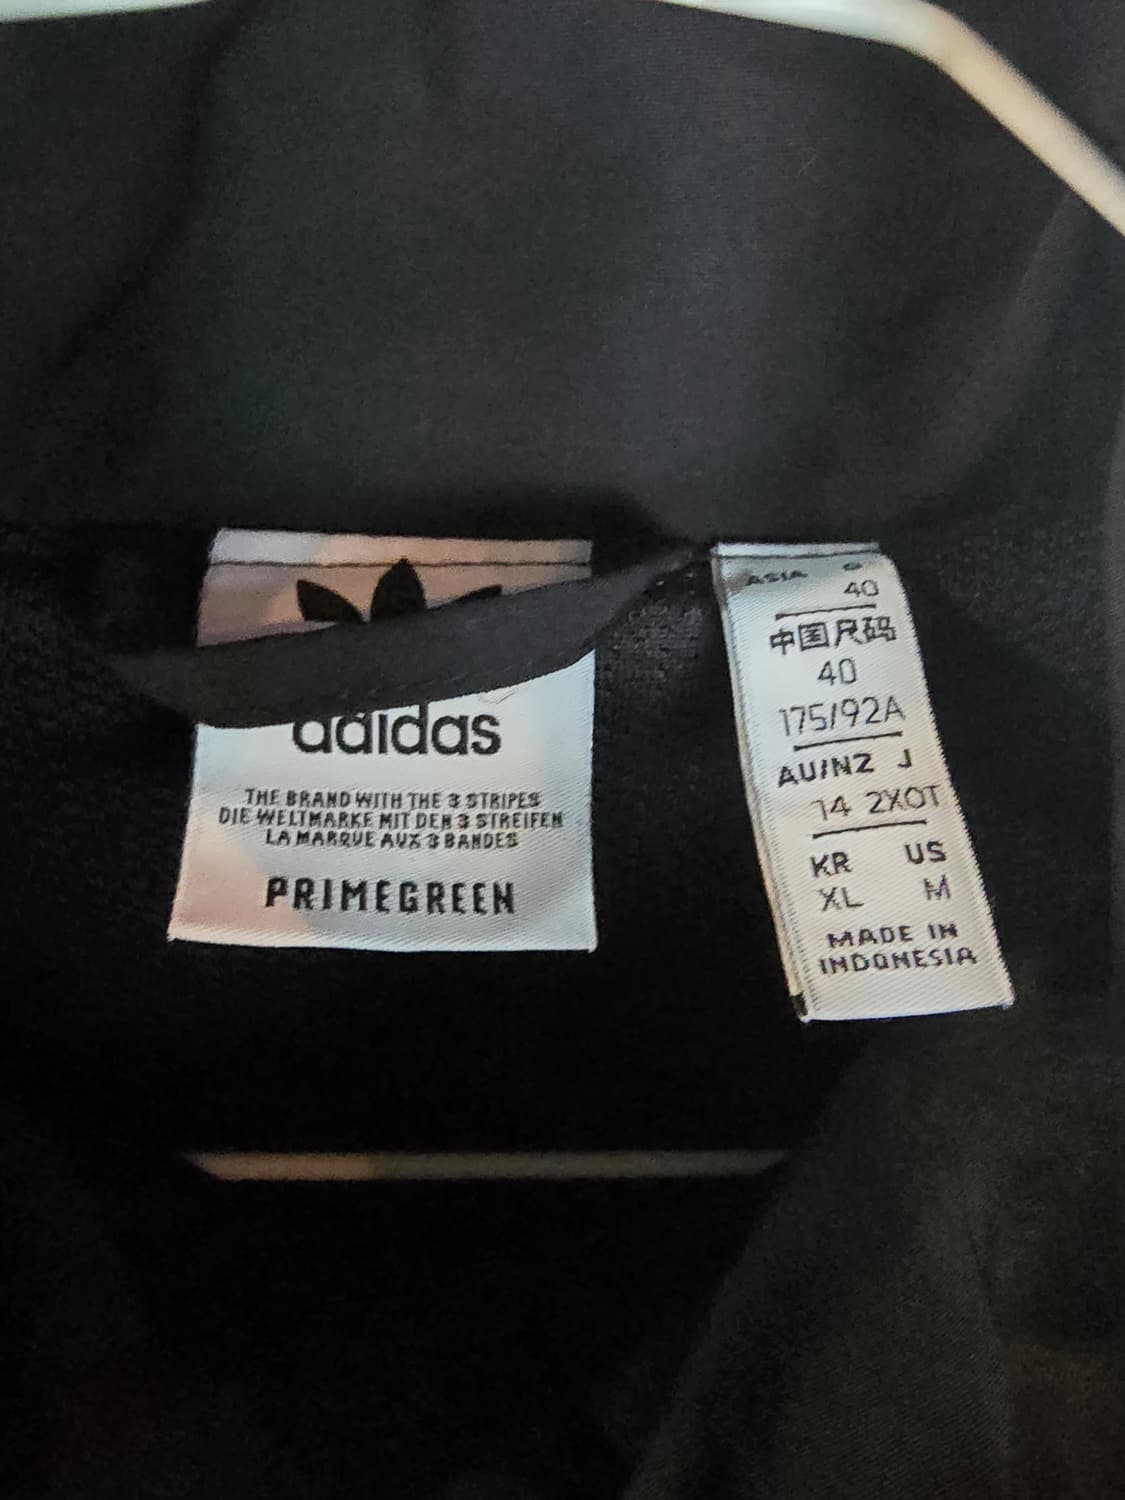 adidas
THE BRAND WITH THE 3 STRIPES
DIE WELTMARKE MIT DEN 3 STREIFEN
LA MARQUE AUX 3 BANDES
PRIMEGREEN
ASIA
40
中国尺码
40
175/92A
AU/NZ J
14 2XOT
KR US
XL M
MADE IN
INDONESIA